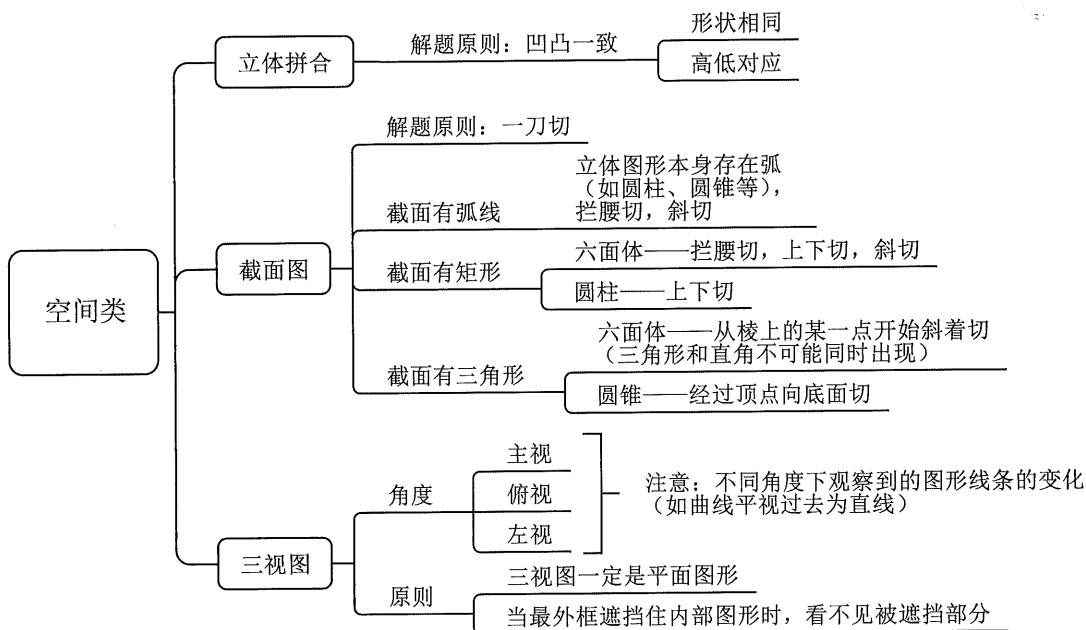 空间类
立体拼合
解题原则：凹凸一致
形状相同
高低对应
截面图
解题原则：一刀切
截面有弧线
立体图形本身存在弧
（如圆柱、圆锥等），
拦腰切，斜切
截面有矩形
六面体——拦腰切，上下切，斜切
圆柱——上下切
截面有三角形
六面体——从棱上的某一点开始斜着切
（三角形和直角不可能同时出现）
圆锥——经过顶点向底面切
三视图
角度
主视
俯视
左视
注意：不同角度下观察到的图形线条的变化
（如曲线平视过去为直线）
原则
三视图一定是平面图形
当最外框遮挡住内部图形时，看不见被遮挡部分